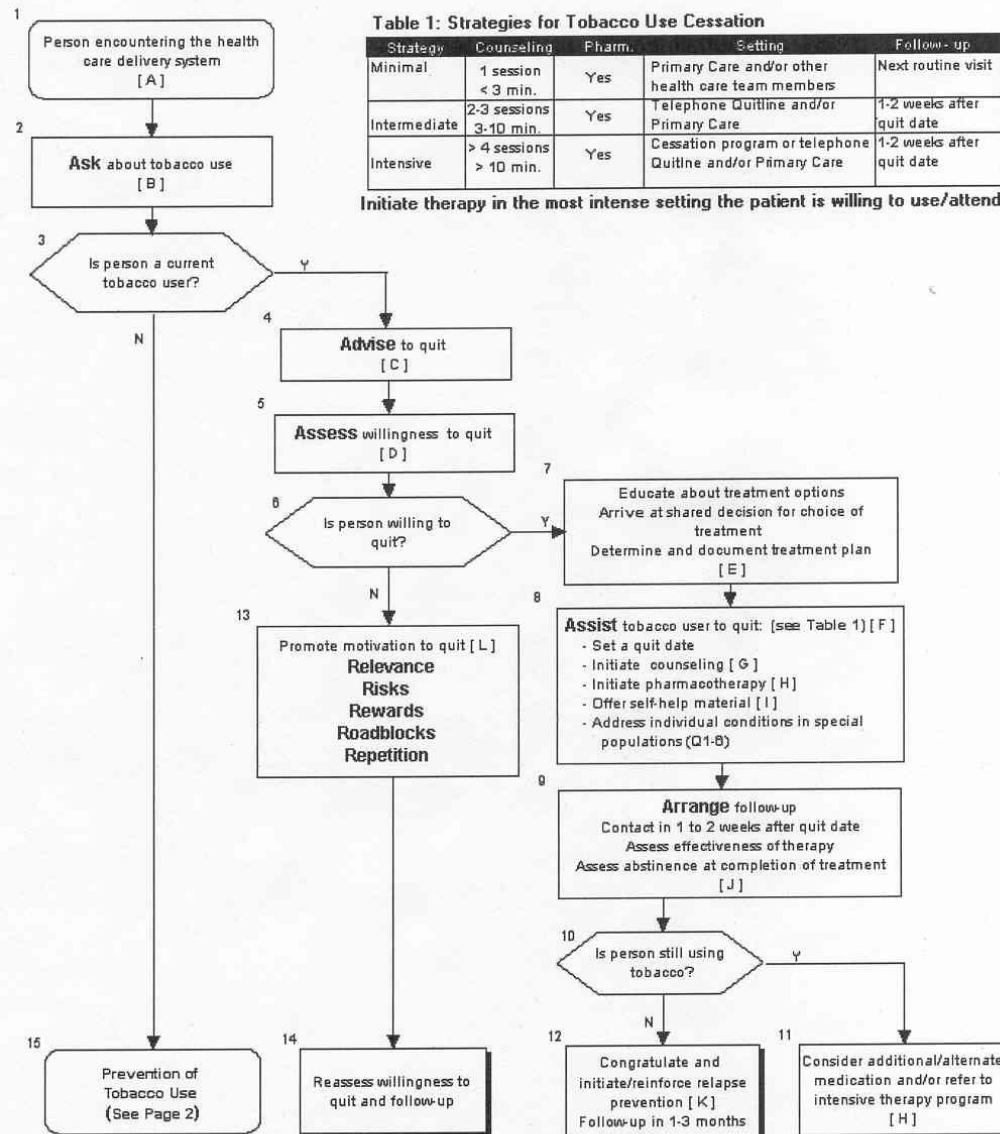 Table 1: Strategies for Tobacco Use Cessation
Strategy Counseling Pharm. Setting Follow- up
Minimal 1 session < 3 min. Yes Primary Care and/or other health care team members Next routine visit
Intermediate 2-3 sessions 3-10 min. Yes Telephone Quitline and/or Primary Care 1-2 weeks after quit date
Intensive > 4 sessions > 10 min. Yes Cessation program or telephone Quitlne and/or Primary Care 1-2 weeks after quit date
Initiate therapy in the most intense setting the patient is willing to use/attend
1
Person encountering the health
care delivery system
[ A ]
2
Ask about tobacco use
[ B ]
3
Is person a current
tobacco user?
Y
N
4
Advise to quit
[ C ]
5
Assess willingness to quit
[ D ]
6
Is person willing to
quit?
Y
N
7
Educate about treatment options
Arrive at shared decision for choice of
treatment
Determine and document treatment plan
[ E ]
8
Assist tobacco user to quit: (see Table 1) [ F ]
- Set a quit date
- Initiate counseling [ G ]
- Initiate pharmacotherapy [ H ]
- Offer self-help material [ I ]
- Address individual conditions in special
populations (Q1-6)
9
Arrange follow-up
Contact in 1 to 2 weeks after quit date
Assess effectiveness of therapy
Assess abstinence at completion of treatment
[ J ]
10
Is person still using
tobacco?
Y
N
11
Consider additional/alternate
medication and/or refer to
intensive therapy program
[ H ]
12
Congratulate and
initiate/reinforce relapse
prevention [ K ]
Follow-up in 1-3 months
13
Promote motivation to quit [ L ]
Relevance
Risks
Rewards
Roadblocks
Repetition
14
Reassess willingness to
quit and follow-up
15
Prevention of
Tobacco Use
(See Page 2)